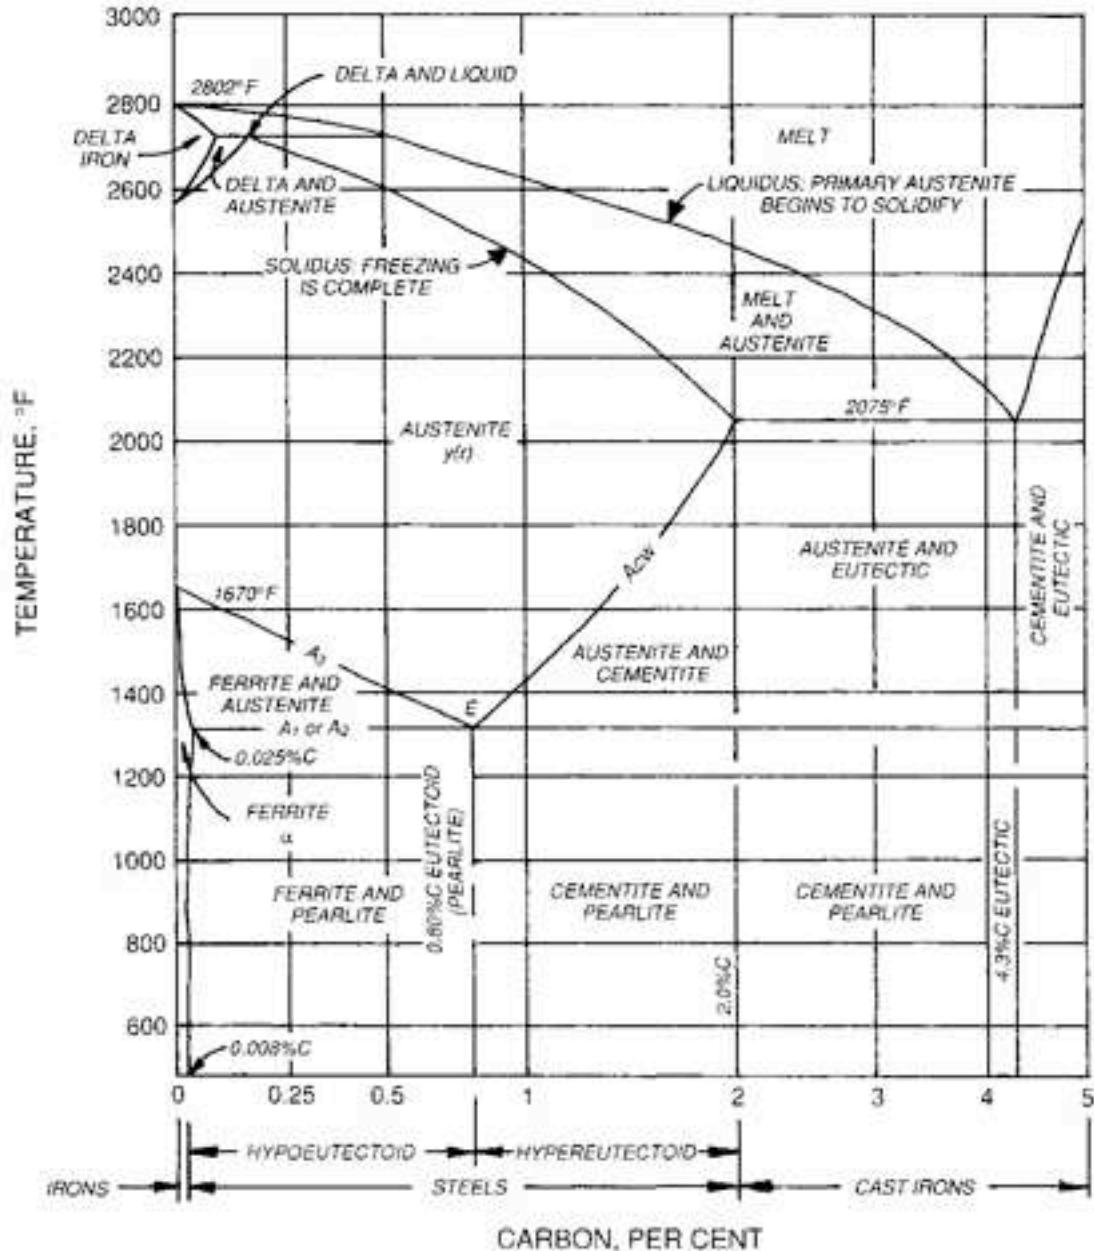 3000
2800
2600
2400
2200
2000
1800
1600
1400
1200
1000
800
600
TEMPERATURE, °F
2802°F
DELTA AND LIQUID
DELTA
IRON
MELT
DELTA AND
AUSTENITE
LIQUIDUS: PRIMARY AUSTENITE
BEGINS TO SOLIDIFY
SOLIDUS: FREEZING
IS COMPLETE
MELT
AND
AUSTENITE
2075°F
AUSTENITE
γ(r)
CEMENTITE AND
EUTECTIC
AUSTENITE AND
EUTECTIC
ACM
1670°F
A3
AUSTENITE AND
CEMENTITE
FERRITE AND
AUSTENITE
E
A1 or A2
0.025%C
FERRITE
α
0.80%C EUTECTOID
(PEARLITE)
FERRITE AND
PEARLITE
CEMENTITE AND
PEARLITE
CEMENTITE AND
PEARLITE
2.0%C
4.3%C EUTECTIC
0.008%C
0 0.25 0.5 1 2 3 4 5
HYPOEUTECTOID HYPEREUTECTOID
IRONS STEELS CAST IRONS
CARBON, PER CENT